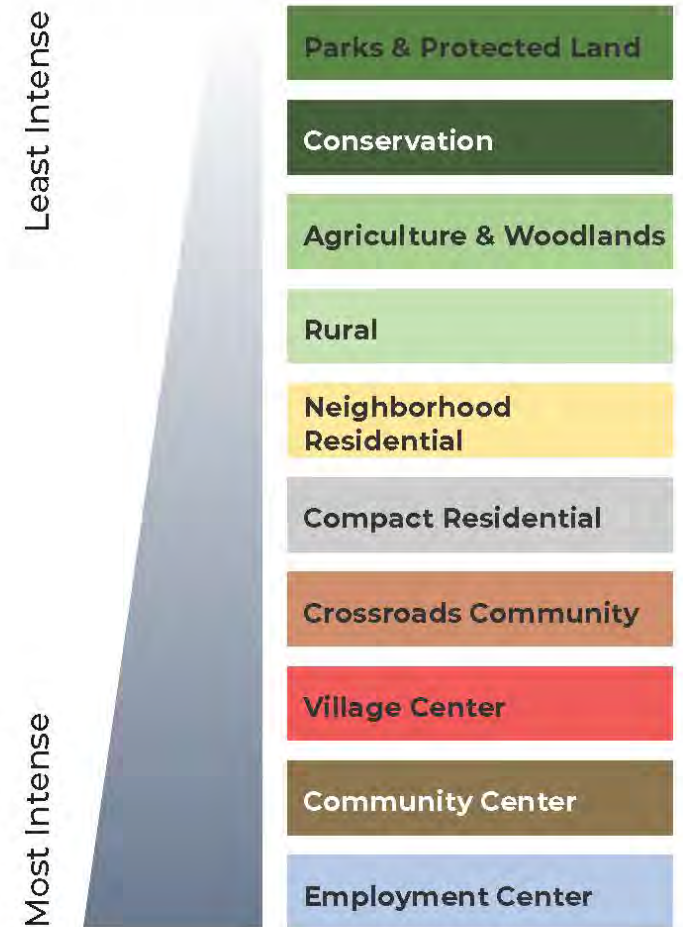 Least Intense
Parks & Protected Land
Conservation
Agriculture & Woodlands
Rural
Neighborhood
Residential
Compact Residential
Crossroads Community
Village Center
Community Center
Employment Center
Most Intense